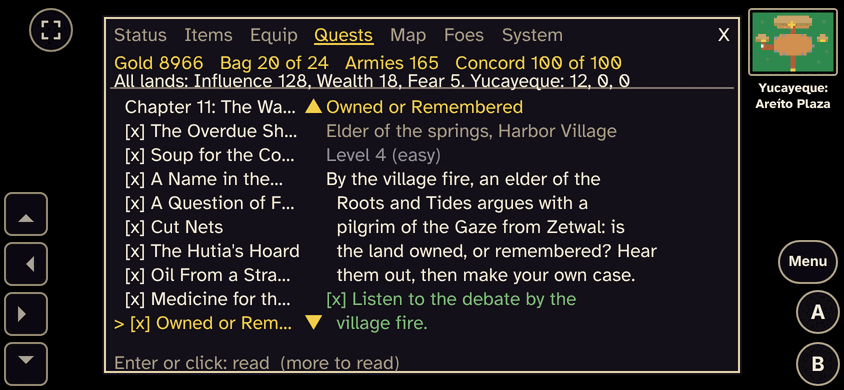 Status Items Equip Quests Map Foes System X
Gold 8966 Bag 20 of 24 Armies 165 Concord 100 of 100
All lands: Influence 128, Wealth 18, Fear 5. Yucayeque: 12, 0, 0
Chapter 11: The Wa...
[x] The Overdue Sh...
[x] Soup for the Co...
[x] A Name in the...
[x] A Question of F...
[x] Cut Nets
[x] The Hutia's Hoard
[x] Oil From a Stra...
[x] Medicine for th...
> [x] Owned or Rem...
Owned or Remembered
Elder of the springs, Harbor Village
Level 4 (easy)
By the village fire, an elder of the
Roots and Tides argues with a
pilgrim of the Gaze from Zetwal: is
the land owned, or remembered? Hear
them out, then make your own case.
[x] Listen to the debate by the
village fire.
Enter or click: read (more to read)
Yucayeque:
Areíto Plaza
Menu
A
B